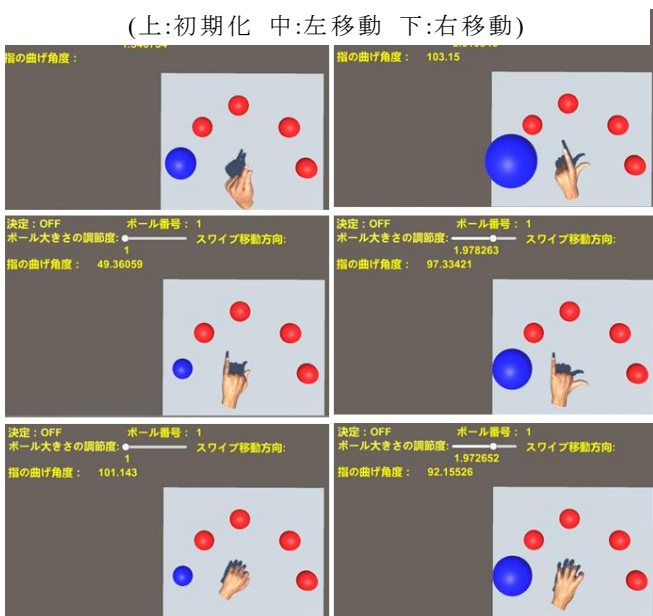 (上:初期化 中:左移動 下:右移動)
指の曲げ角度：
指の曲げ角度： 103.15
決定：OFF ボール番号： 1
ボール大きさの調節度: スワイプ移動方向:
1
指の曲げ角度： 49.36059
決定：OFF ボール番号： 1
ボール大きさの調節度: スワイプ移動方向:
1.978263
指の曲げ角度： 97.33421
決定：OFF ボール番号： 1
ボール大きさの調節度: スワイプ移動方向:
1
指の曲げ角度： 101.143
決定：OFF ボール番号： 1
ボール大きさの調節度: スワイプ移動方向:
1.972652
指の曲げ角度： 92.15526